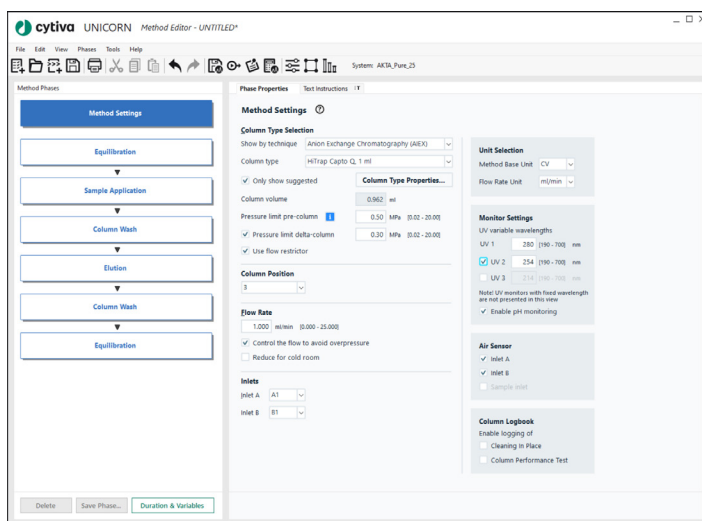 cytiva UNICORN Method Editor - UNTITLED*
File Edit View Phases Tools Help
System: AKTA_Pure_25
Method Phases
Method Settings
Equilibration
Sample Application
Column Wash
Elution
Column Wash
Equilibration
Delete Save Phase... Duration & Variables
Phase Properties Text Instructions
Method Settings ?
Column Type Selection
Show by technique Anion Exchange Chromatography (AIEX)
Column type HiTrap Capto Q, 1 ml
Only show suggested Column Type Properties...
Column volume 0.962 ml
Pressure limit pre-column i 0.50 MPa [0.02 - 20.00]
Pressure limit delta-column 0.30 MPa [0.02 - 20.00]
Use flow restrictor
Column Position
3
Flow Rate
1.000 ml/min [0.000 - 25.000]
Control the flow to avoid overpressure
Reduce for cold room
Inlets
Inlet A A1
Inlet B B1
Unit Selection
Method Base Unit CV
Flow Rate Unit ml/min
Monitor Settings
UV variable wavelengths
UV 1 280 [190 - 700] nm
UV 2 254 [190 - 700] nm
UV 3 214 [190 - 700] nm
Note! UV monitors with fixed wavelength
are not presented in this view
Enable pH monitoring
Air Sensor
Inlet A
Inlet B
Sample inlet
Column Logbook
Enable logging of
Cleaning In Place
Column Performance Test